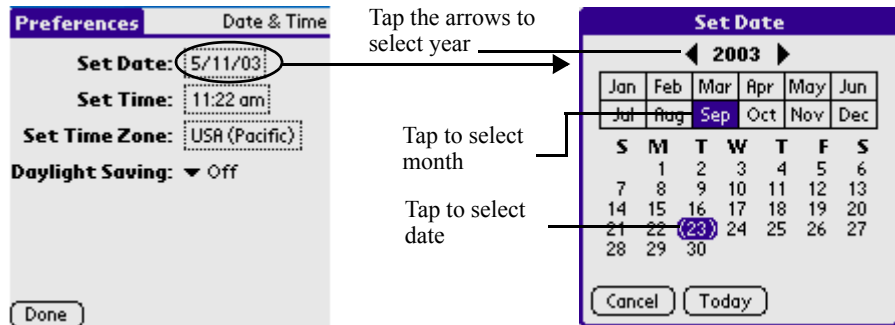 Preferences Date & Time
Set Date: 5/11/03
Set Time: 11:22 am
Set Time Zone: USA (Pacific)
Daylight Saving: Off
Done
Tap the arrows to
select year
Tap to select
month
Tap to select
date
Set Date
2003
Jan Feb Mar Apr May Jun
Jul Aug Sep Oct Nov Dec
S M T W T F S
1 2 3 4 5 6
7 8 9 10 11 12 13
14 15 16 17 18 19 20
21 22 23 24 25 26 27
28 29 30
Cancel Today